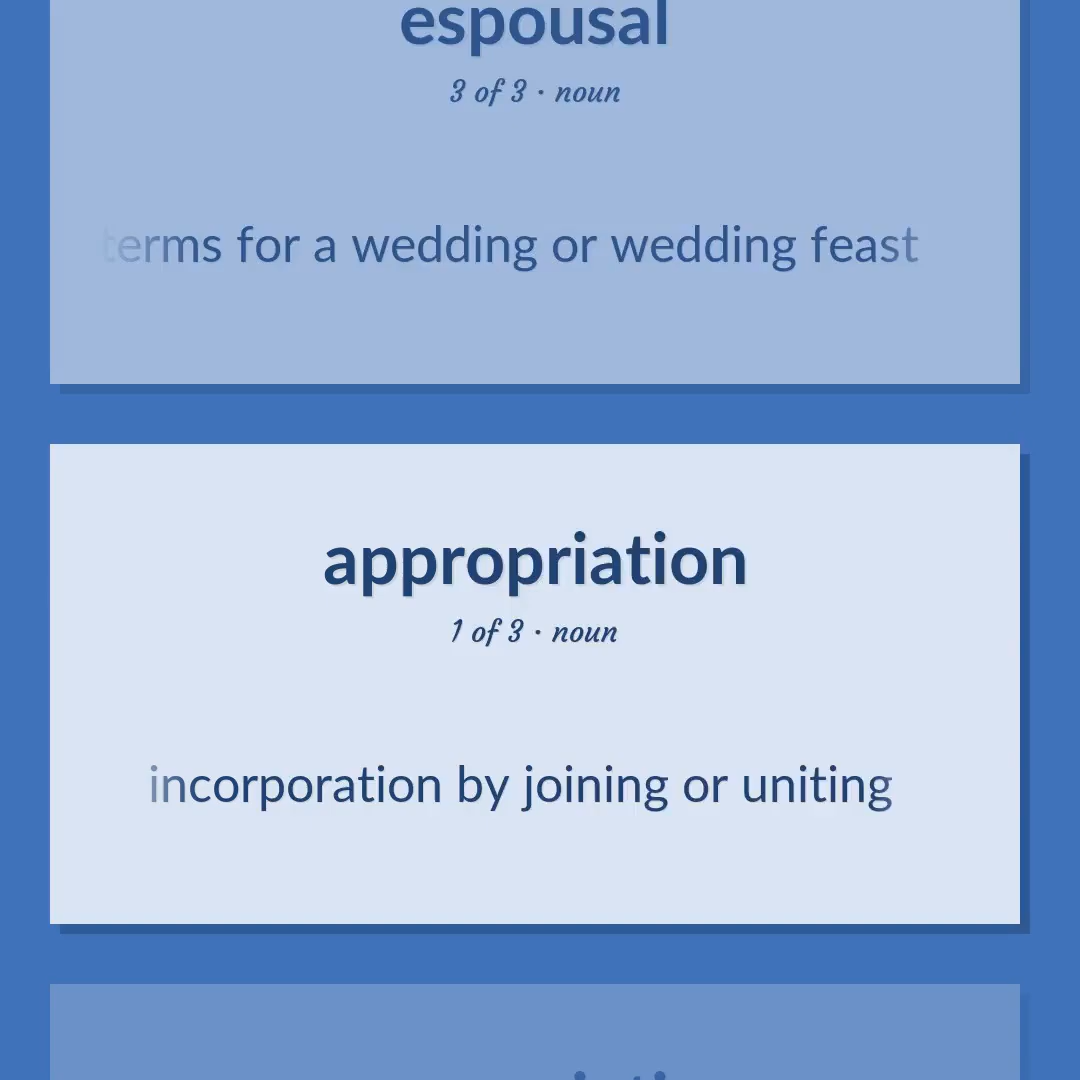 espousal
3 of 3 · noun
terms for a wedding or wedding feast
appropriation
1 of 3 · noun
incorporation by joining or uniting